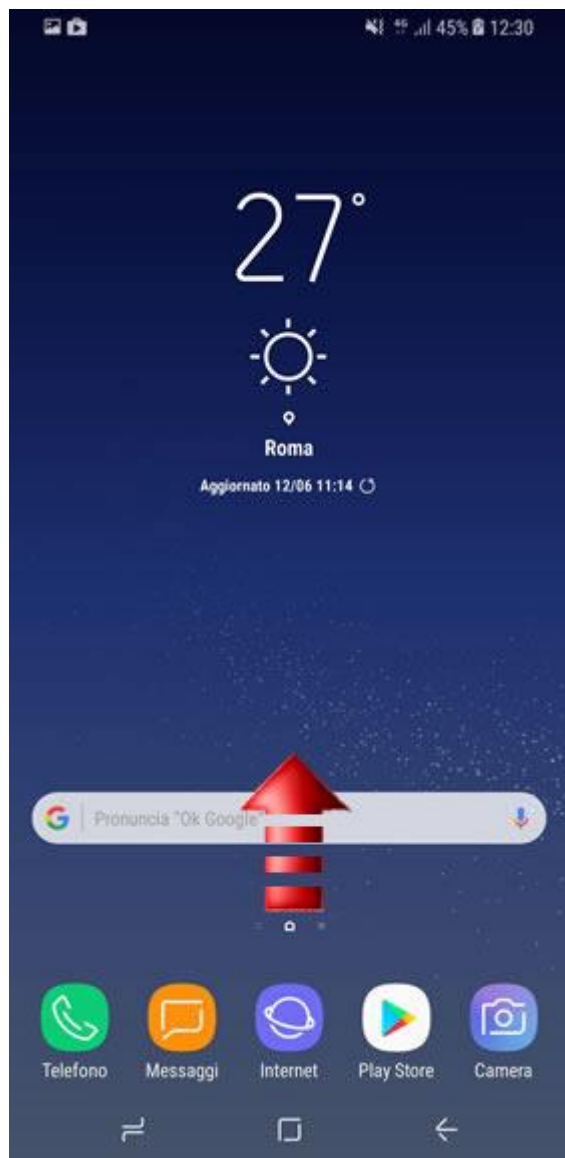 4G 45% 12:30
27°
Roma
Aggiornato 12/06 11:14
G Pronuncia "Ok Google"
Telefono Messaggi Internet Play Store Camera